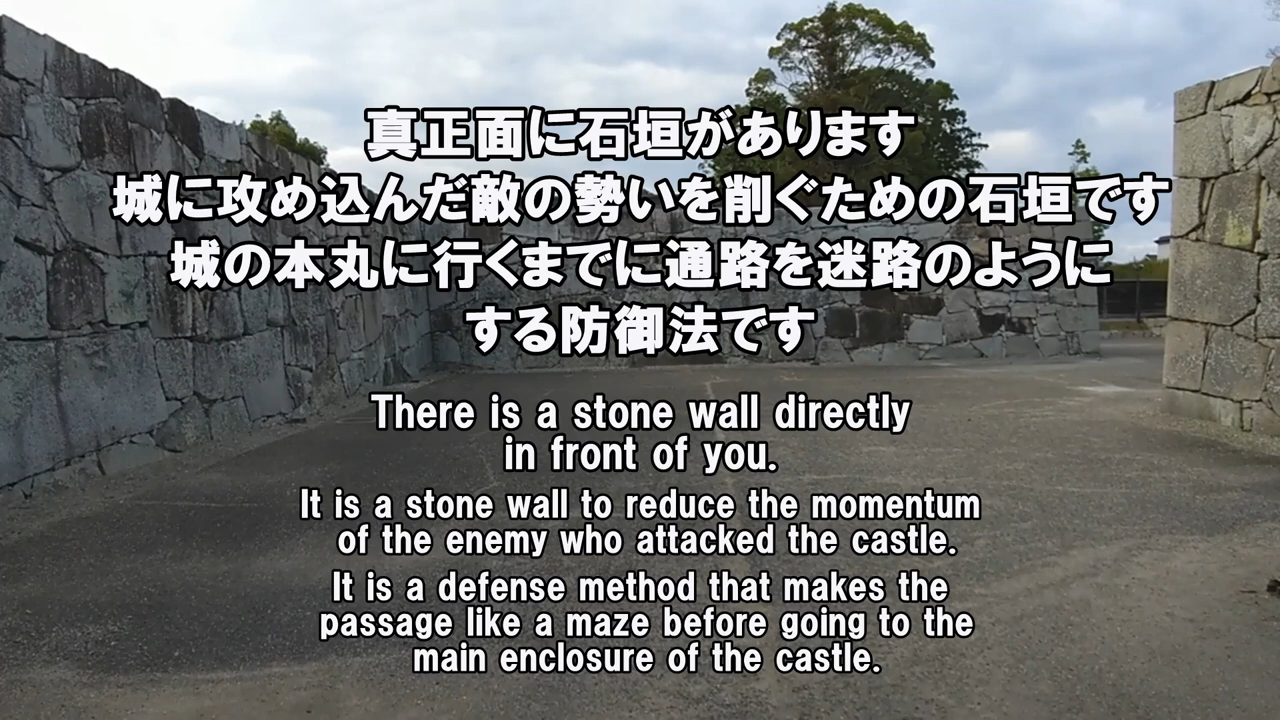 真正面に石垣があります
城に攻め込んだ敵の勢いを削ぐための石垣です
城の本丸に行くまでに通路を迷路のように
する防御法です
There is a stone wall directly
in front of you.
It is a stone wall to reduce the momentum
of the enemy who attacked the castle.
It is a defense method that makes the
passage like a maze before going to the
main enclosure of the castle.